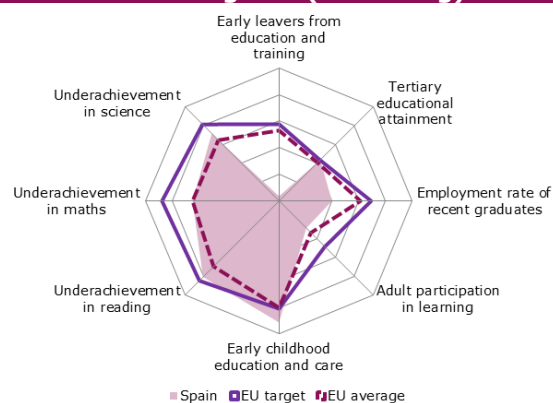 Early leavers from
education and
training
Tertiary
educational
attainment
Employment rate of
recent graduates
Adult participation
in learning
Early childhood
education and care
Underachievement
in reading
Underachievement
in maths
Underachievement
in science
Spain EU target EU average